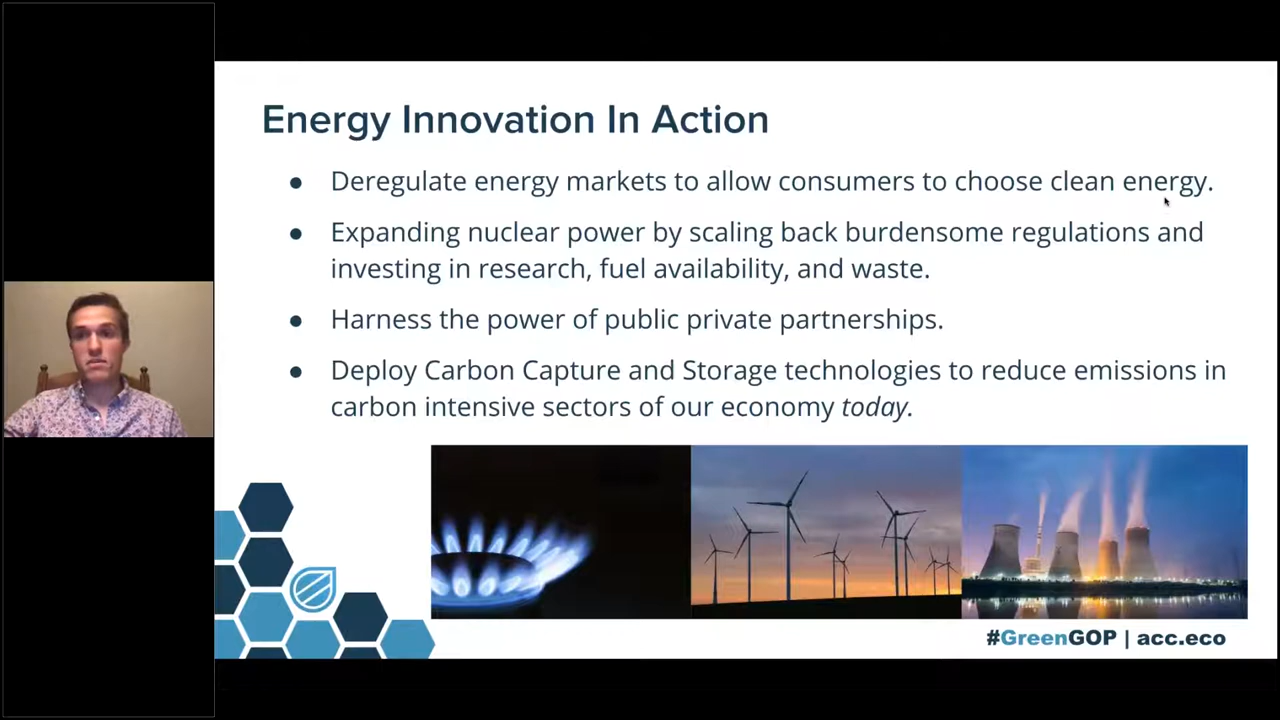 Energy Innovation In Action
● Deregulate energy markets to allow consumers to choose clean energy.
● Expanding nuclear power by scaling back burdensome regulations and
investing in research, fuel availability, and waste.
● Harness the power of public private partnerships.
● Deploy Carbon Capture and Storage technologies to reduce emissions in
carbon intensive sectors of our economy today.
#GreenGOP | acc.eco